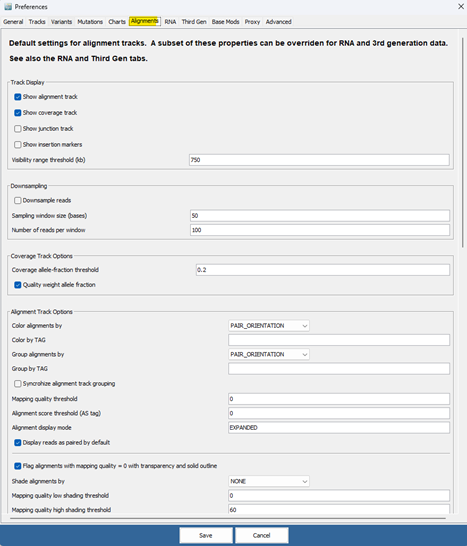 Preferences
General Tracks Variants Mutations Charts Alignments RNA Third Gen Base Mods Proxy Advanced
Default settings for alignment tracks. A subset of these properties can be overriden for RNA and 3rd generation data.
See also the RNA and Third Gen tabs.
Track Display
Show alignment track
Show coverage track
Show junction track
Show insertion markers
Visibility range threshold (kb) 750
Downsampling
Downsample reads
Sampling window size (bases) 50
Number of reads per window 100
Coverage Track Options
Coverage allele-fraction threshold 0.2
Quality weight allele fraction
Alignment Track Options
Color alignments by PAIR_ORIENTATION
Color by TAG
Group alignments by PAIR_ORIENTATION
Group by TAG
Syncrohize alignment track grouping
Mapping quality threshold 0
Alignment score threshold (AS tag) 0
Alignment display mode EXPANDED
Display reads as paired by default
Flag alignments with mapping quality = 0 with transparency and solid outline
Shade alignments by NONE
Mapping quality low shading threshold 0
Mapping quality high shading threshold 60
Save Cancel